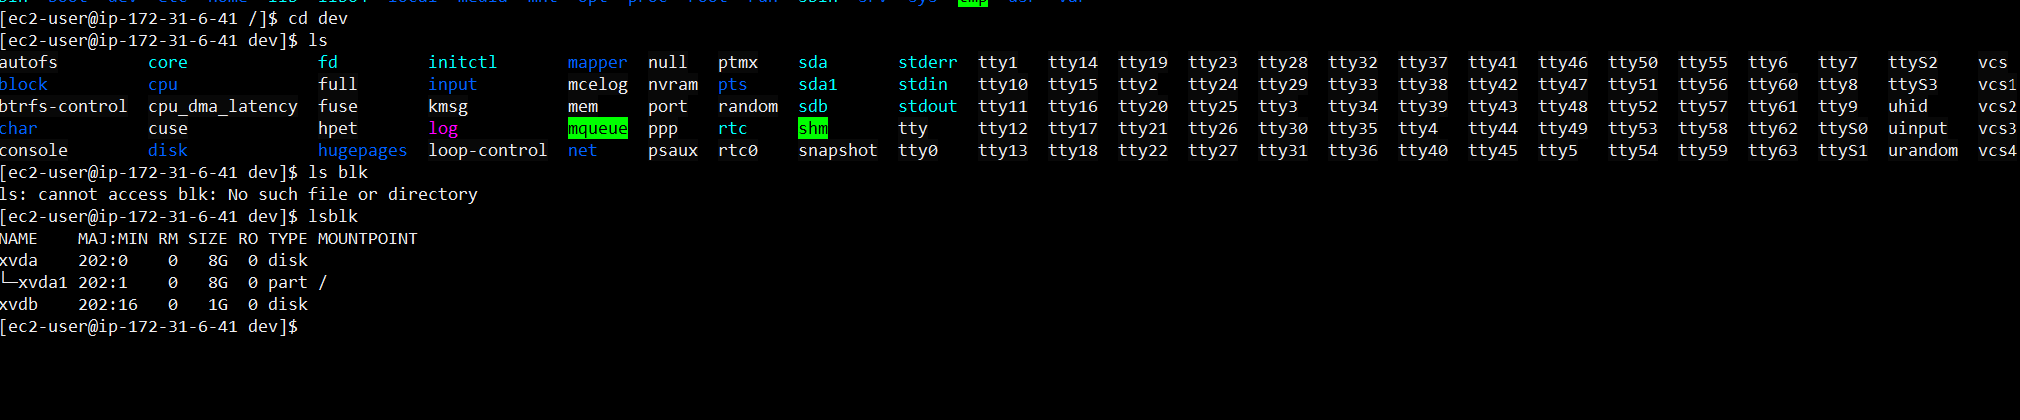 [ec2-user@ip-172-31-6-41 /]$ cd dev
[ec2-user@ip-172-31-6-41 dev]$ ls
autofs core fd initctl mapper null ptmx sda stderr tty1 tty14 tty19 tty23 tty28 tty32 tty37 tty41 tty46 tty50 tty55 tty6 tty7 ttyS2 vcs
block cpu full input mcelog nvram pts sda1 stdin tty10 tty15 tty2 tty24 tty29 tty33 tty38 tty42 tty47 tty51 tty56 tty60 tty8 ttyS3 vcs1
btrfs-control cpu_dma_latency fuse kmsg mem port random sdb stdout tty11 tty16 tty20 tty25 tty3 tty34 tty39 tty43 tty48 tty52 tty57 tty61 tty9 uhid vcs2
char cuse hpet log mqueue ppp rtc shm tty tty12 tty17 tty21 tty26 tty30 tty35 tty4 tty44 tty49 tty53 tty58 tty62 ttyS0 uinput vcs3
console disk hugepages loop-control net psaux rtc0 snapshot tty0 tty13 tty18 tty22 tty27 tty31 tty36 tty40 tty45 tty5 tty54 tty59 tty63 ttyS1 urandom vcs4
[ec2-user@ip-172-31-6-41 dev]$ ls blk
ls: cannot access blk: No such file or directory
[ec2-user@ip-172-31-6-41 dev]$ lsblk
NAME MAJ:MIN RM SIZE RO TYPE MOUNTPOINT
xvda 202:0 0 8G 0 disk
└─xvda1 202:1 0 8G 0 part /
xvdb 202:16 0 1G 0 disk
[ec2-user@ip-172-31-6-41 dev]$